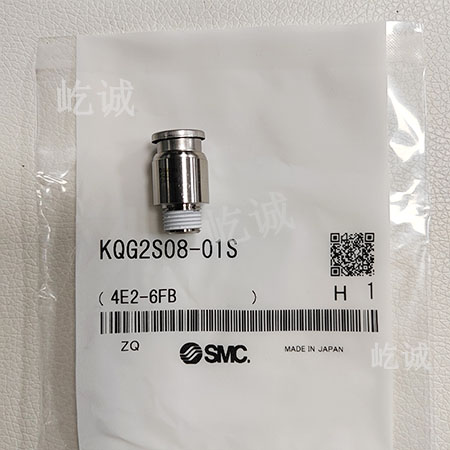 屹诚
屹诚
KQG2S08-01S
( 4E2-6FB )
H 1
ZQ
SMC.
MADE IN JAPAN
屹诚